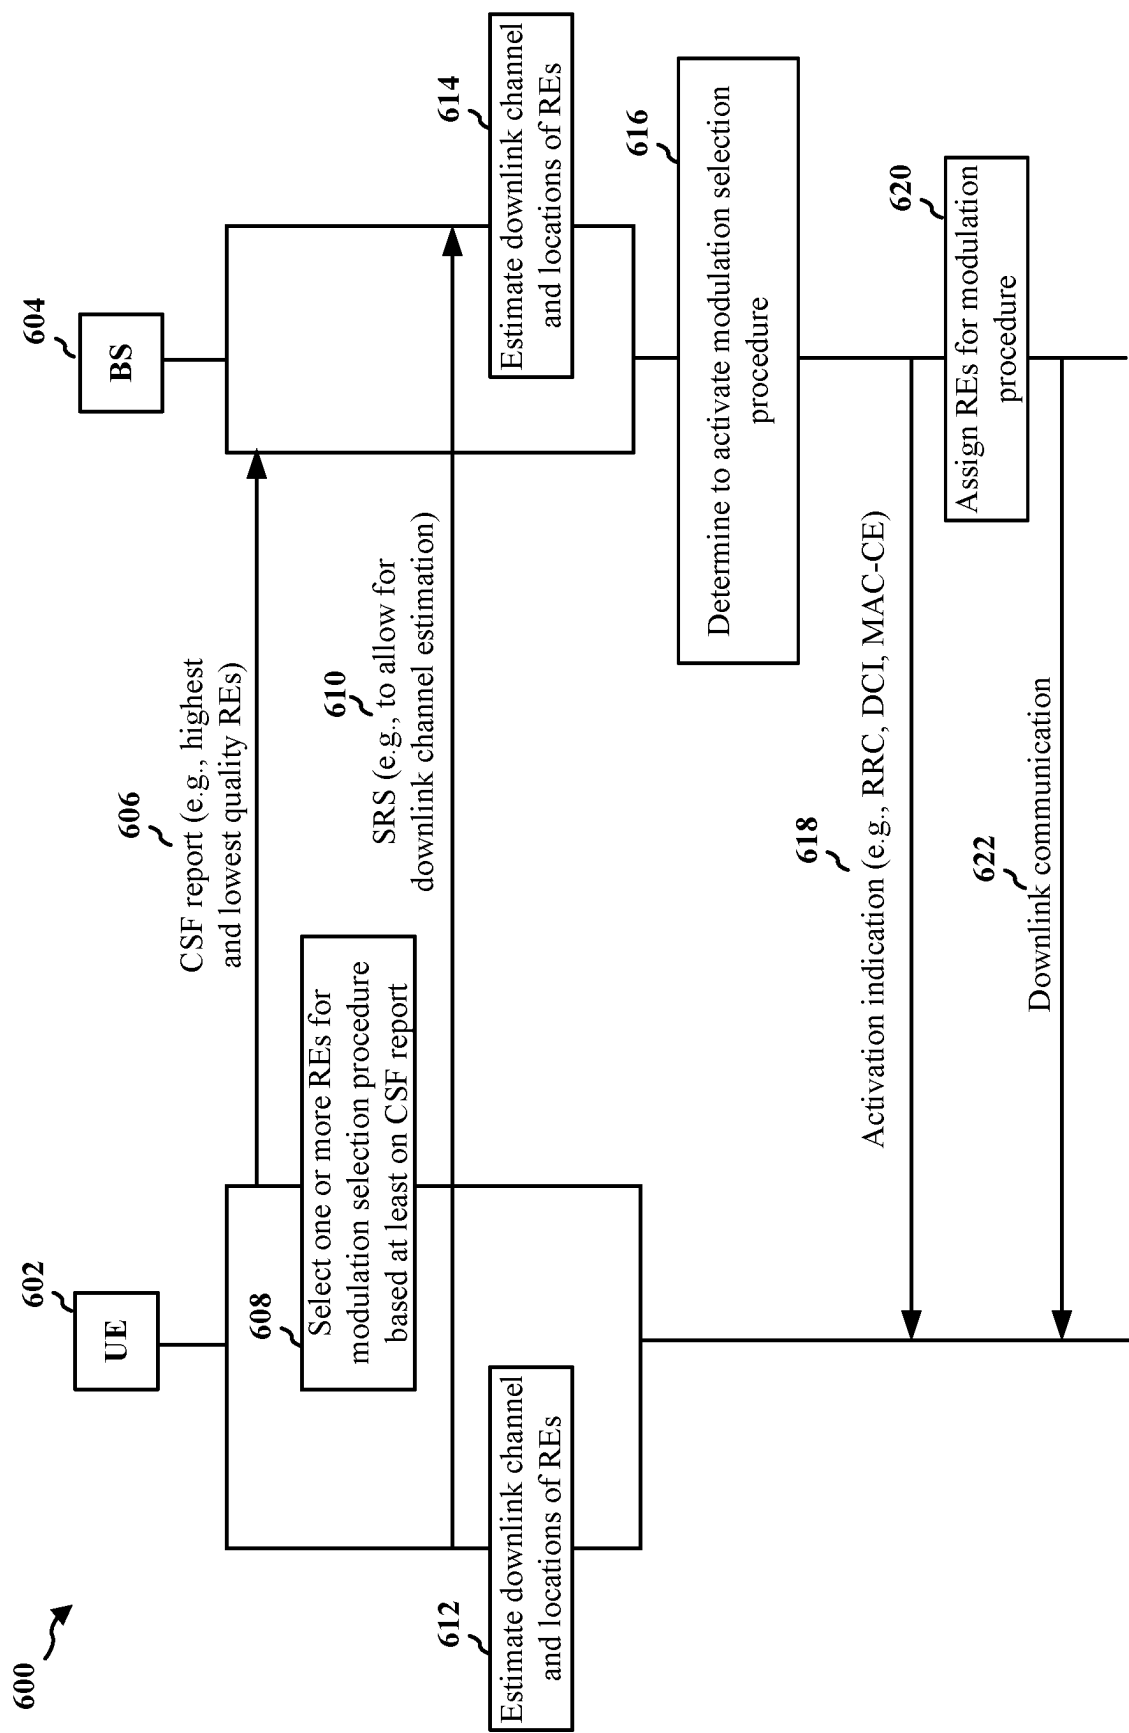 600
602
UE
604
BS
606
CSF report (e.g., highest
and lowest quality REs)
608
Select one or more REs for
modulation selection procedure
based at least on CSF report
610
SRS (e.g., to allow for
downlink channel estimation)
612
Estimate downlink channel
and locations of REs
614
Estimate downlink channel
and locations of REs
616
Determine to activate modulation selection
procedure
618
Activation indication (e.g., RRC, DCI, MAC-CE)
620
Assign REs for modulation
procedure
622
Downlink communication